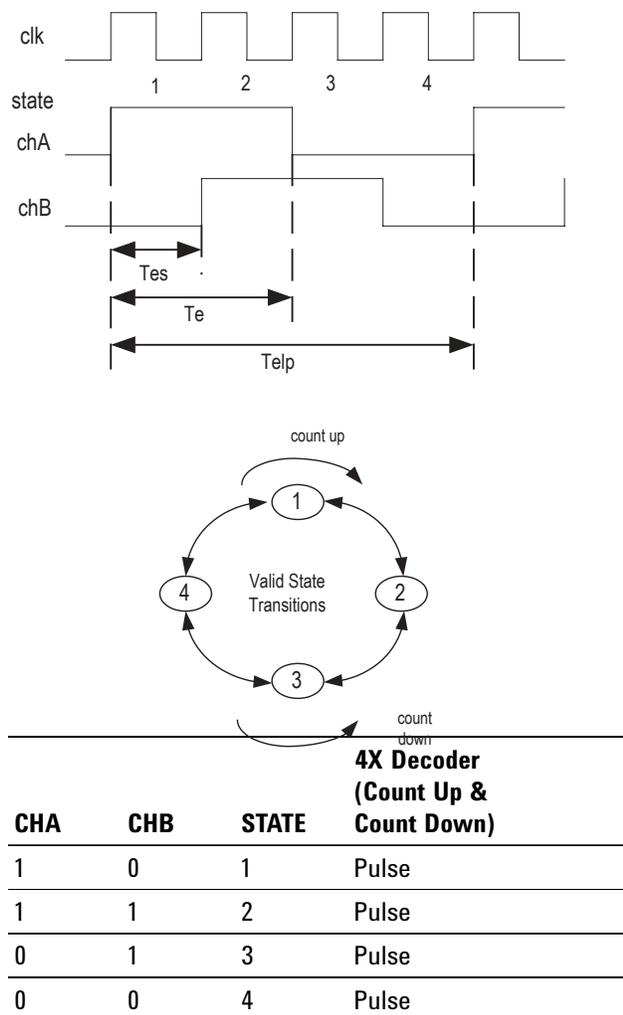 clk
1 2 3 4
state
chA
chB
Tes
Te
Telp
count up
1
4 Valid State 2
Transitions
3
count
down
4X Decoder
(Count Up &
CHA CHB STATE Count Down)
1 0 1 Pulse
1 1 2 Pulse
0 1 3 Pulse
0 0 4 Pulse